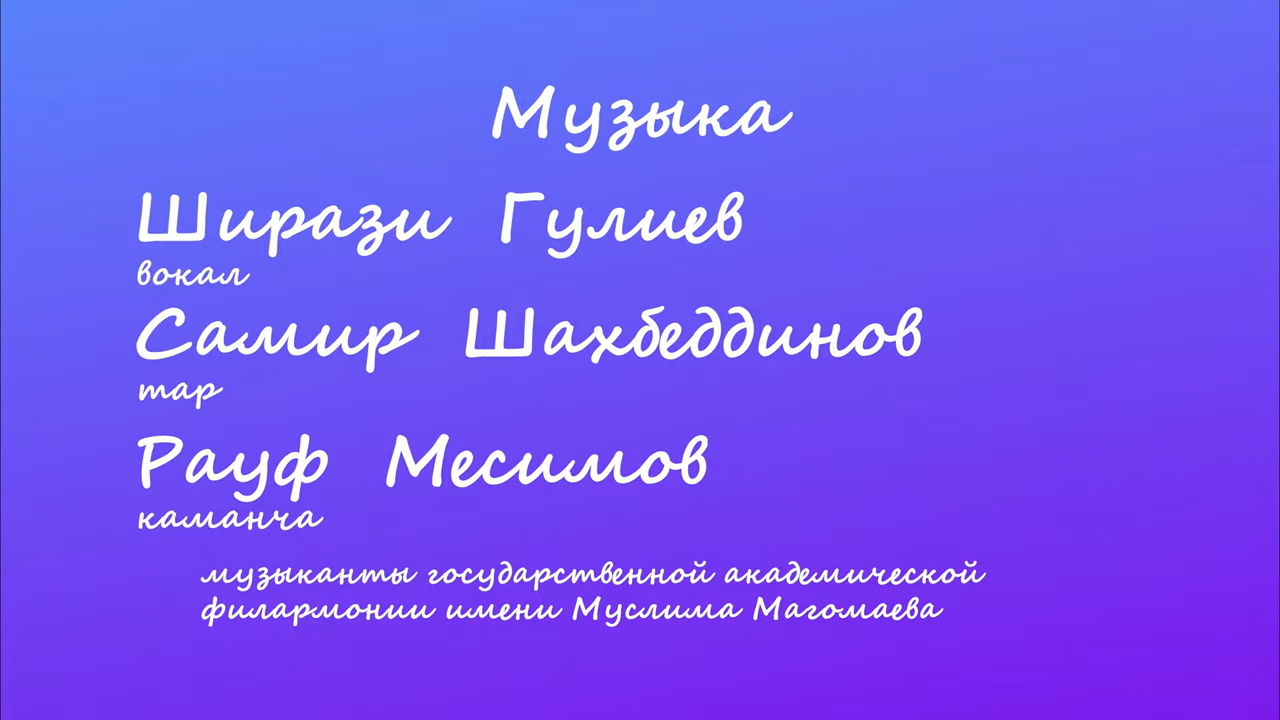 Музыка
Ширази Гулиев
вокал
Самир Шахбеддинов
тар
Рауф Месимов
каманча
музыканты государственной академической
филармонии имени Муслима Магомаева